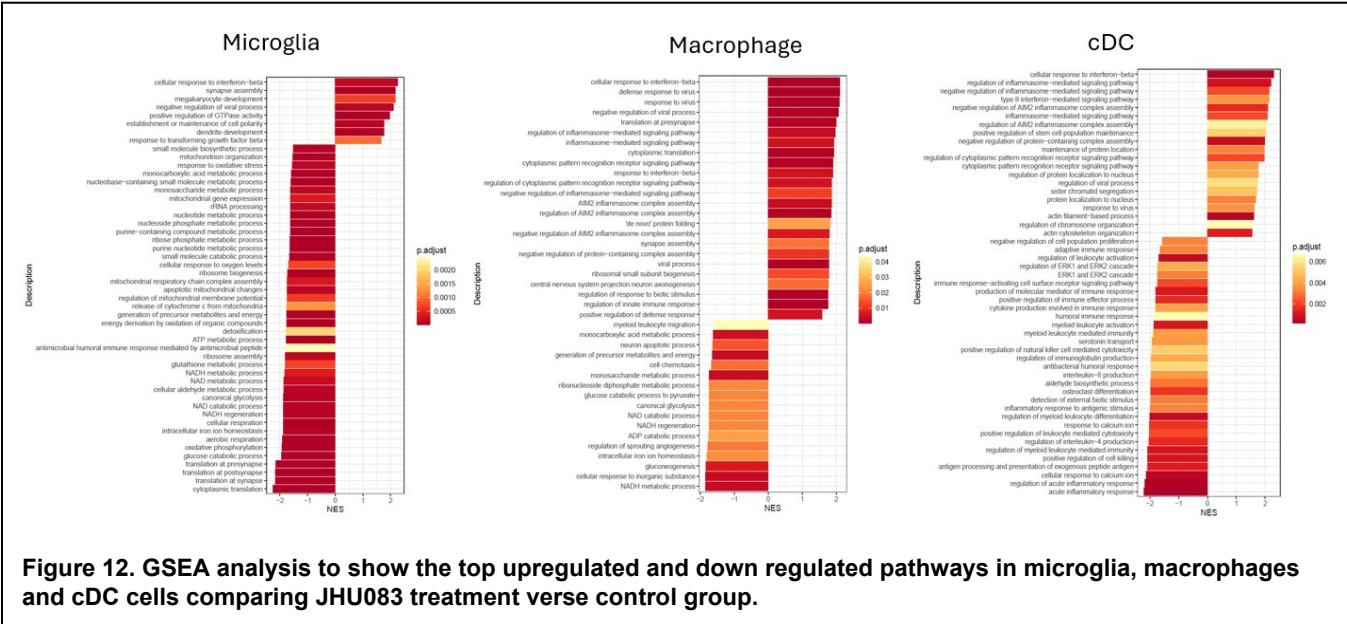 Microglia
Macrophage
cDC
cellular response to interferon-beta
synapse assembly
megakaryocyte development
negative regulation of viral process
positive regulation of GTPase activity
establishment or maintenance of cell polarity
dendrite development
response to transforming growth factor beta
small molecule biosynthetic process
mitochondrion organization
response to oxidative stress
monocarboxylic acid metabolic process
nucleobase-containing small molecule metabolic process
monosaccharide metabolic process
mitochondrial gene expression
rRNA processing
nucleotide metabolic process
nucleoside phosphate metabolic process
purine-containing compound metabolic process
ribose phosphate metabolic process
purine nucleotide metabolic process
small molecule catabolic process
cellular response to oxygen levels
ribosome biogenesis
mitochondrial respiratory chain complex assembly
apoptotic mitochondrial changes
regulation of mitochondrial membrane potential
release of cytochrome c from mitochondria
generation of precursor metabolites and energy
energy derivation by oxidation of organic compounds
detoxification
ATP metabolic process
antimicrobial humoral immune response mediated by antimicrobial peptide
ribosome assembly
glutathione metabolic process
NADH metabolic process
NAD metabolic process
cellular aldehyde metabolic process
canonical glycolysis
NAD catabolic process
NADH regeneration
cellular respiration
intracellular iron ion homeostasis
aerobic respiration
oxidative phosphorylation
glucose catabolic process
translation at presynapse
translation at postsynapse
translation at synapse
cytoplasmic translation
Description
-2 -1 0 1 2
NES
p.adjust
0.0020
0.0015
0.0010
0.0005
cellular response to interferon-beta
defense response to virus
response to virus
negative regulation of viral process
translation at presynapse
regulation of inflammasome-mediated signaling pathway
inflammasome-mediated signaling pathway
cytoplasmic translation
cytoplasmic pattern recognition receptor signaling pathway
response to interferon-beta
regulation of cytoplasmic pattern recognition receptor signaling pathway
negative regulation of inflammasome-mediated signaling pathway
AIM2 inflammasome complex assembly
regulation of AIM2 inflammasome complex assembly
'de novo' protein folding
negative regulation of AIM2 inflammasome complex assembly
synapse assembly
negative regulation of protein-containing complex assembly
viral process
ribosomal small subunit biogenesis
central nervous system projection neuron axonogenesis
regulation of response to biotic stimulus
regulation of innate immune response
positive regulation of defense response
myeloid leukocyte migration
monocarboxylic acid metabolic process
neuron apoptotic process
generation of precursor metabolites and energy
cell chemotaxis
monosaccharide metabolic process
ribonucleoside diphosphate metabolic process
glucose catabolic process to pyruvate
canonical glycolysis
NAD catabolic process
NADH regeneration
ADP catabolic process
regulation of sprouting angiogenesis
intracellular iron ion homeostasis
gluconeogenesis
cellular response to inorganic substance
NADH metabolic process
Description
-2 -1 0 1 2
NES
p.adjust
0.04
0.03
0.02
0.01
cellular response to interferon-beta
regulation of inflammasome-mediated signaling pathway
negative regulation of inflammasome-mediated signaling pathway
type II interferon-mediated signaling pathway
negative regulation of AIM2 inflammasome complex assembly
inflammasome-mediated signaling pathway
regulation of AIM2 inflammasome complex assembly
positive regulation of stem cell population maintenance
negative regulation of protein-containing complex assembly
maintenance of protein location
regulation of cytoplasmic pattern recognition receptor signaling pathway
cytoplasmic pattern recognition receptor signaling pathway
regulation of protein localization to nucleus
regulation of viral process
sister chromatid segregation
protein localization to nucleus
response to virus
actin filament-based process
regulation of chromosome organization
actin cytoskeleton organization
negative regulation of cell population proliferation
adaptive immune response
regulation of leukocyte activation
regulation of ERK1 and ERK2 cascade
ERK1 and ERK2 cascade
immune response-activating cell surface receptor signaling pathway
production of molecular mediator of immune response
positive regulation of immune effector process
cytokine production involved in immune response
humoral immune response
myeloid leukocyte activation
myeloid leukocyte mediated immunity
serotonin transport
positive regulation of natural killer cell mediated cytotoxicity
regulation of immunoglobulin production
antibacterial humoral response
interleukin-8 production
aldehyde biosynthetic process
osteoclast differentiation
detection of external biotic stimulus
inflammatory response to antigenic stimulus
regulation of myeloid leukocyte differentiation
response to calcium ion
positive regulation of leukocyte mediated cytotoxicity
regulation of interleukin-4 production
regulation of myeloid leukocyte mediated immunity
positive regulation of cell killing
antigen processing and presentation of exogenous peptide antigen
cellular response to calcium ion
regulation of acute inflammatory response
acute inflammatory response
Description
-2 -1 0 1 2
NES
p.adjust
0.006
0.004
0.002
Figure 12. GSEA analysis to show the top upregulated and down regulated pathways in microglia, macrophages
and cDC cells comparing JHU083 treatment verse control group.